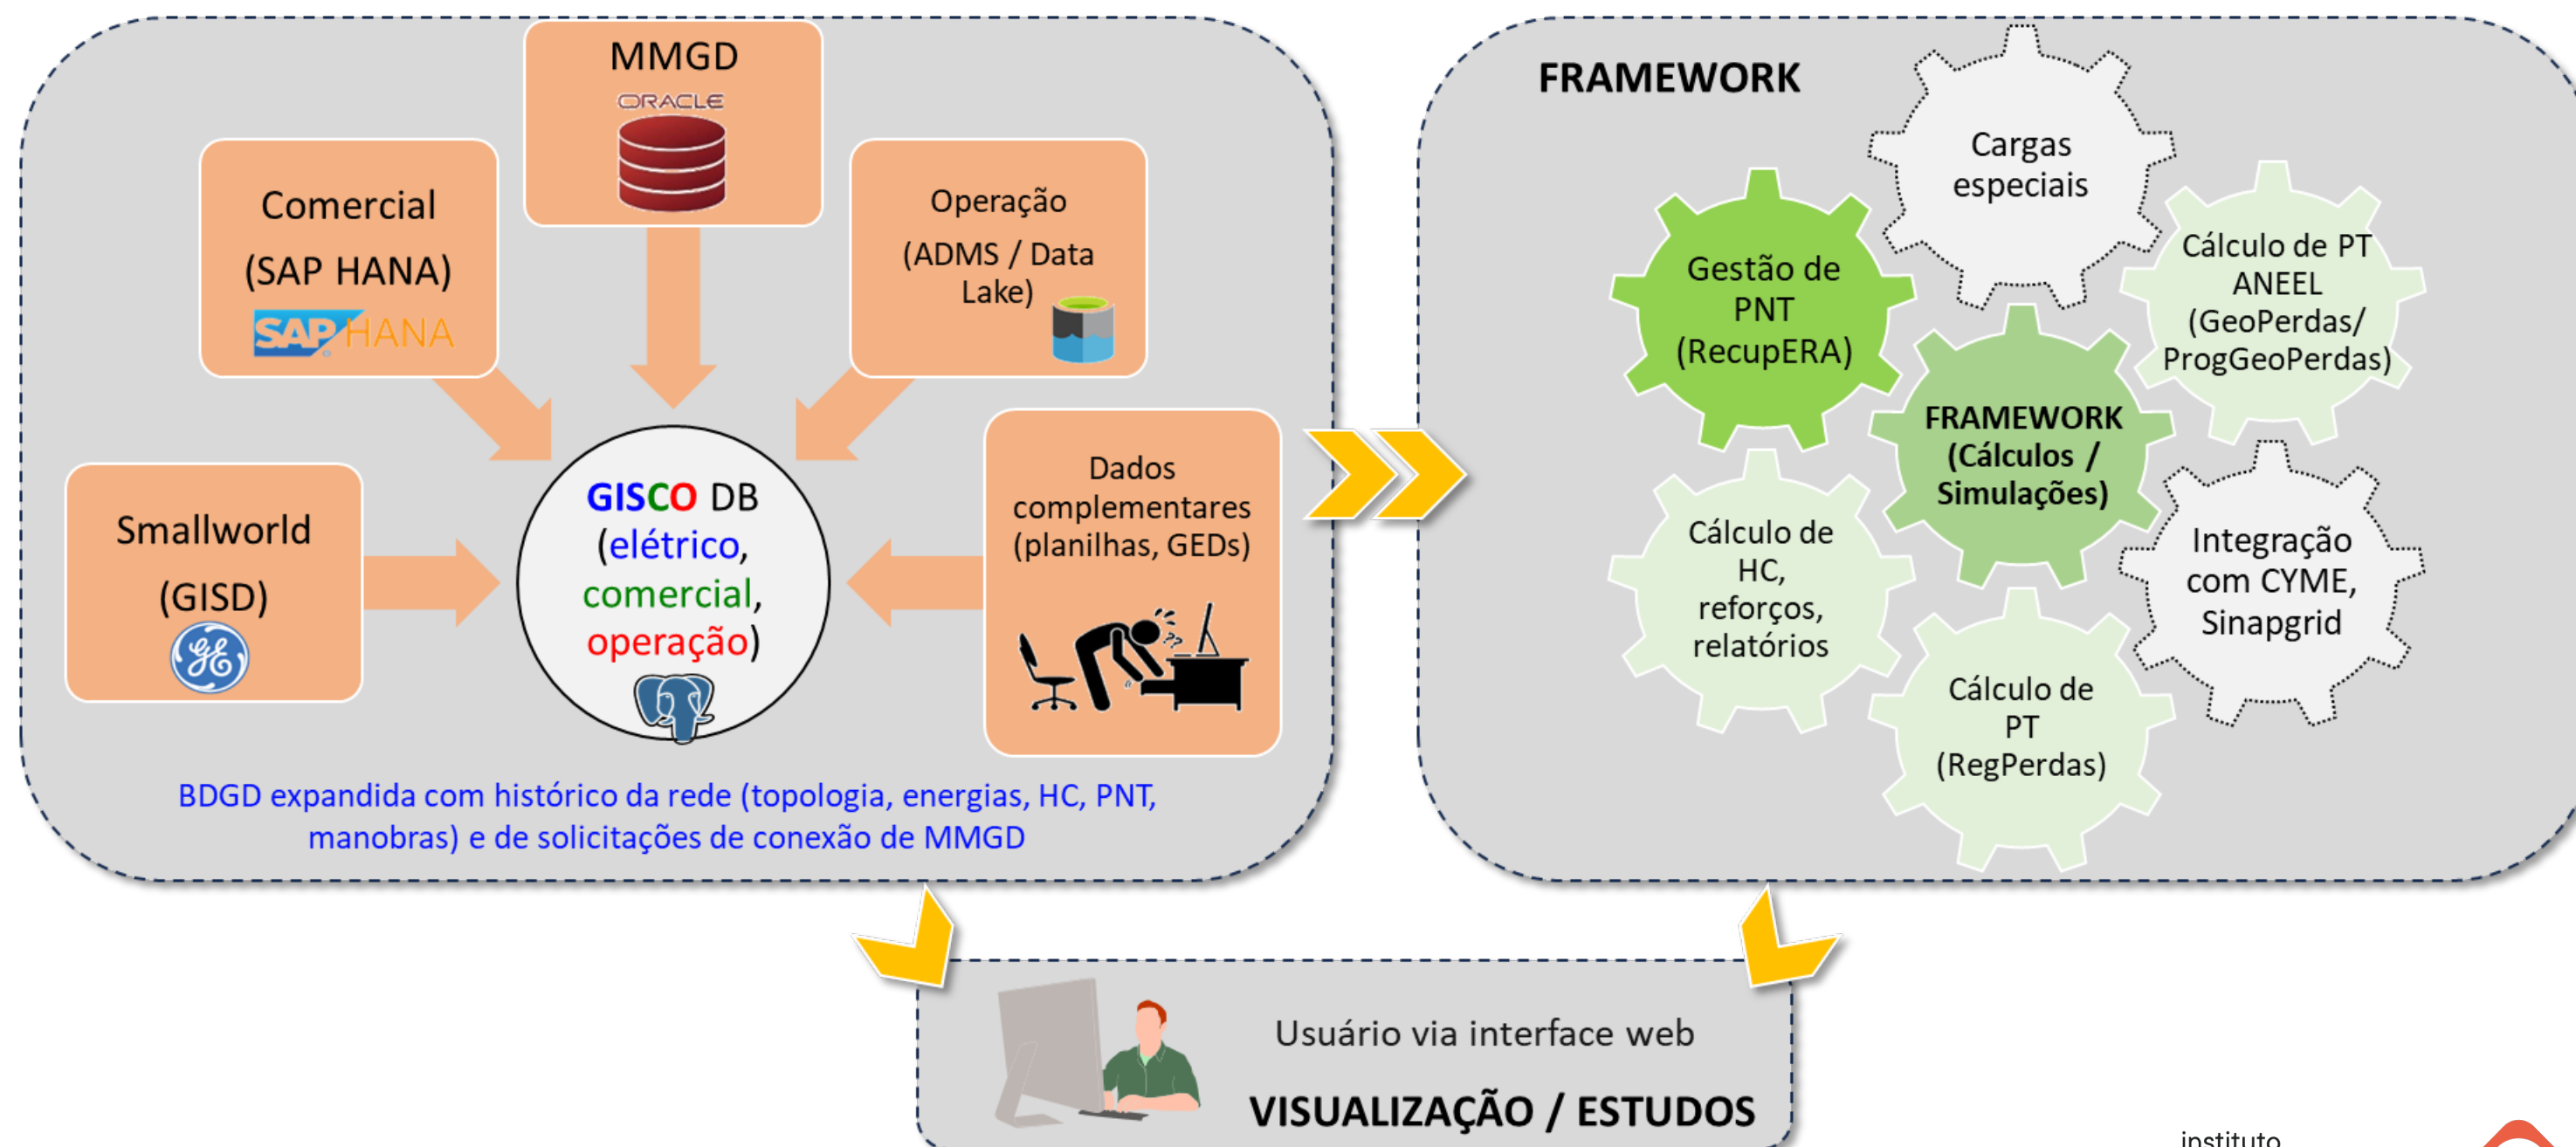 MMGD
ORACLE
Comercial
(SAP HANA)
SAP HANA
Operação
(ADMS / Data
Lake)
Smallworld
(GISD)
GE
GISCO DB
(elétrico,
comercial,
operação)
Dados
complementares
(planilhas, GEDs)
??
BDGD expandida com histórico da rede (topologia, energias, HC, PNT,
manobras) e de solicitações de conexão de MMGD
FRAMEWORK
Cargas
especiais
Gestão de
PNT
(RecupERA)
Cálculo de PT
ANEEL
(GeoPerdas/
ProgGeoPerdas)
FRAMEWORK
(Cálculos /
Simulações)
Cálculo de
HC,
reforços,
relatórios
Integração
com CYME,
Sinapgrid
Cálculo de
PT
(RegPerdas)
Usuário via interface web
VISUALIZAÇÃO / ESTUDOS
instituto